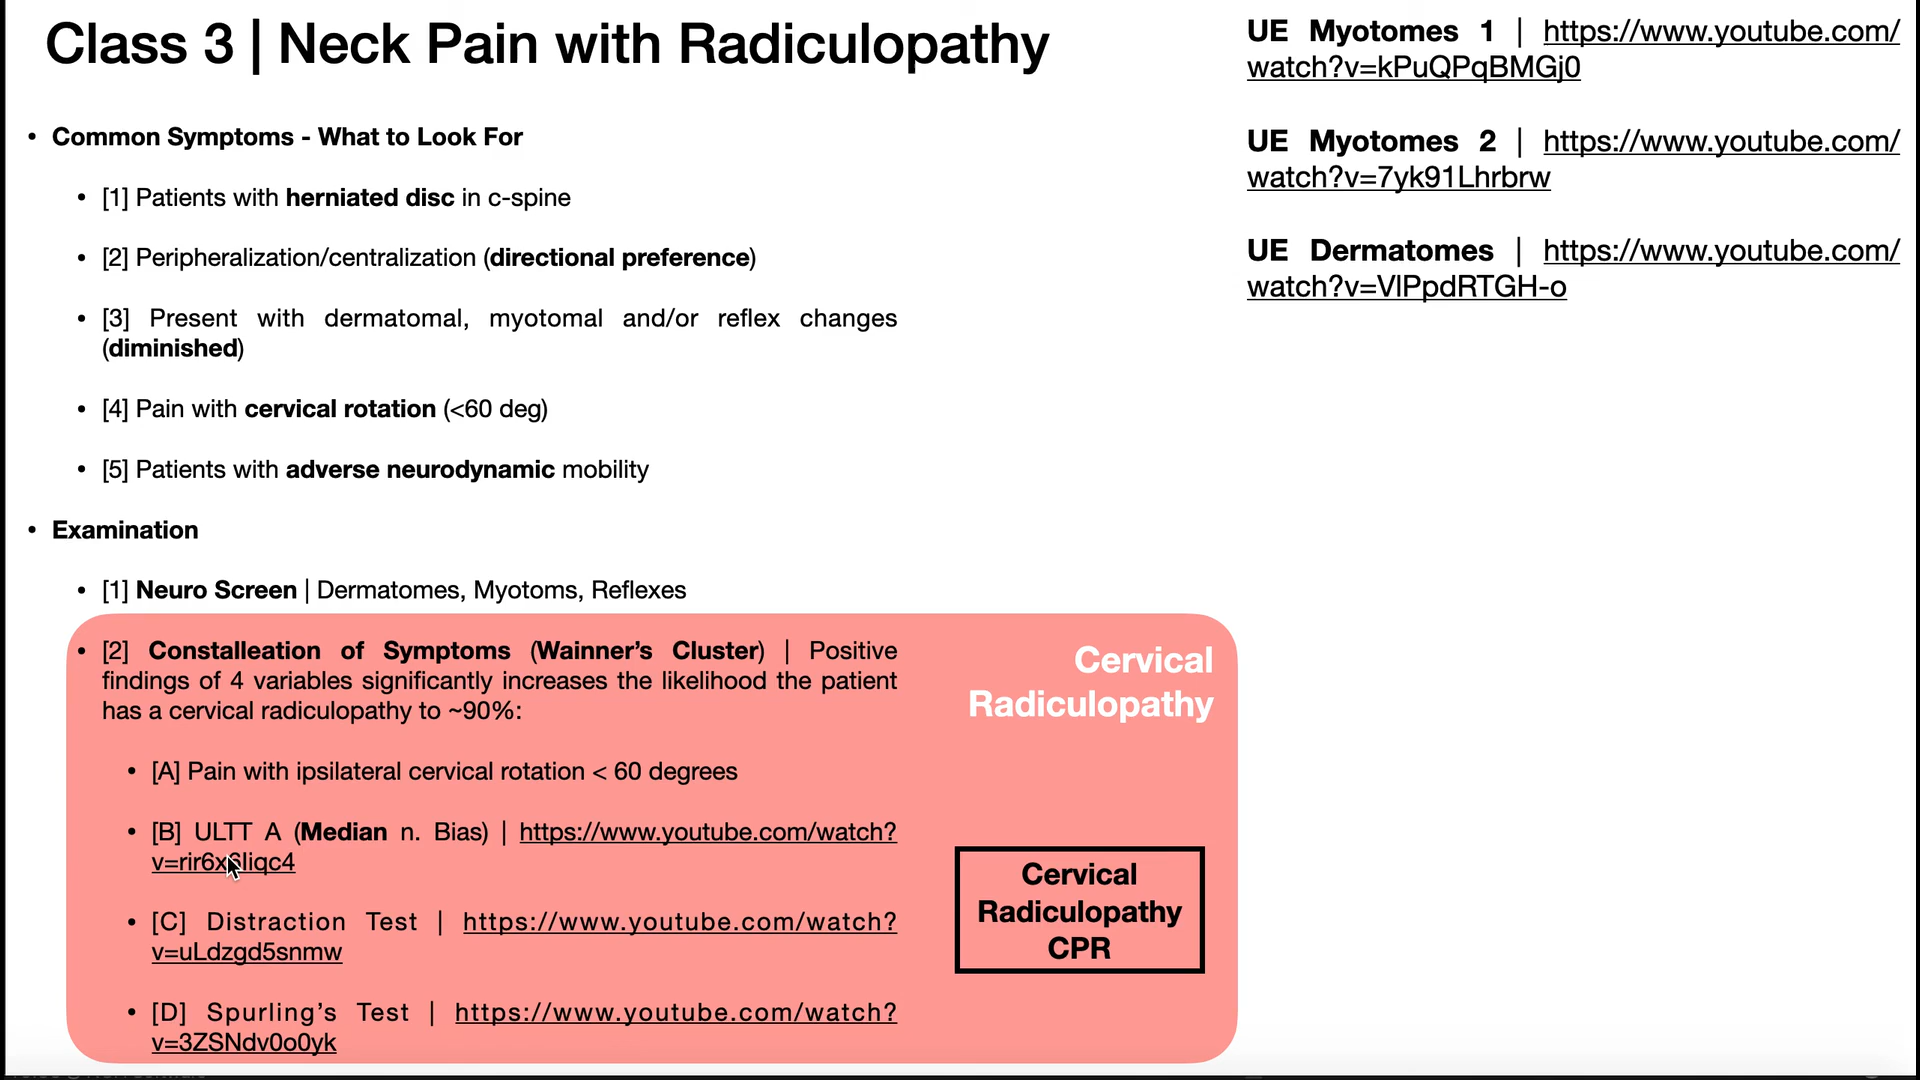 Class 3 | Neck Pain with Radiculopathy
• Common Symptoms - What to Look For
• [1] Patients with herniated disc in c-spine
• [2] Peripheralization/centralization (directional preference)
• [3] Present with dermatomal, myotomal and/or reflex changes
(diminished)
• [4] Pain with cervical rotation (<60 deg)
• [5] Patients with adverse neurodynamic mobility
• Examination
• [1] Neuro Screen | Dermatomes, Myotoms, Reflexes
• [2] Constalleation of Symptoms (Wainner’s Cluster) | Positive
findings of 4 variables significantly increases the likelihood the patient
has a cervical radiculopathy to ~90%:
• [A] Pain with ipsilateral cervical rotation < 60 degrees
• [B] ULTT A (Median n. Bias) | https://www.youtube.com/watch?
• [C] Distraction Test | https://www.youtube.com/watch?
v=uLdzgd5snmw
• [D] Spurling’s Test | https://www.youtube.com/watch?
v=3ZSNdv0o0yk
Cervical
Radiculopathy
Cervical
Radiculopathy
CPR
UE Myotomes 1 | https://www.youtube.com/
watch?v=kPuQPqBMGj0
UE Myotomes 2 | https://www.youtube.com/
watch?v=7yk91Lhrbrw
UE Dermatomes | https://www.youtube.com/
watch?v=VlPpdRTGH-o